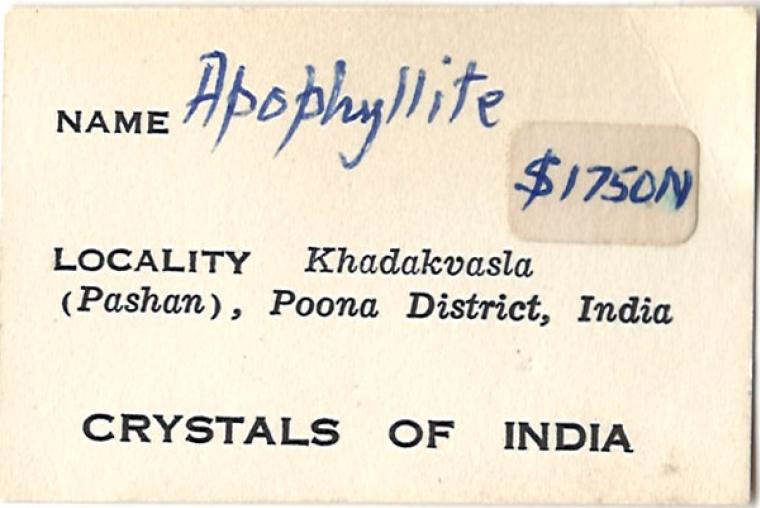 NAME Apophyllite
$1750N
LOCALITY Khadakvasla
(Pashan), Poona District, India
CRYSTALS OF INDIA